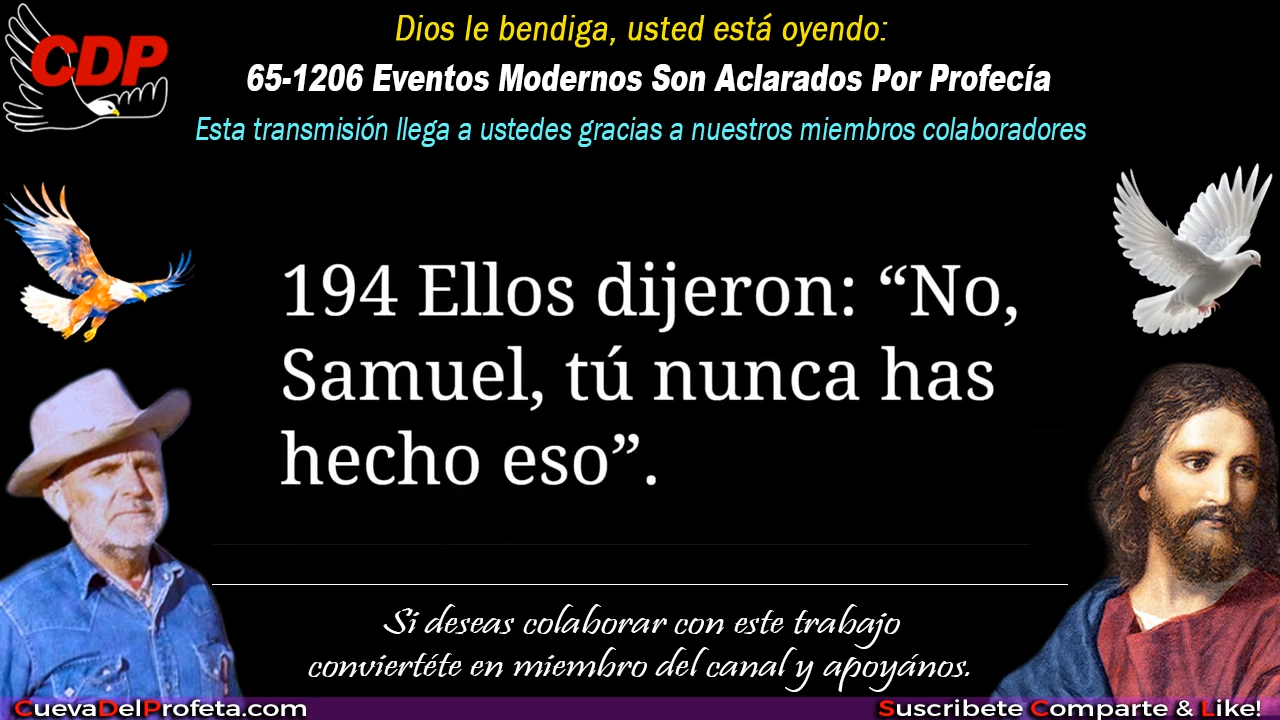 CDP
Dios le bendiga, usted está oyendo:
65-1206 Eventos Modernos Son Aclarados Por Profecía
Esta transmisión llega a ustedes gracias a nuestros miembros colaboradores
194 Ellos dijeron: “No,
Samuel, tú nunca has
hecho eso”.
Si deseas colaborar con este trabajo
conviertéte en miembro del canal y apoyános.
CuevaDelProfeta.com
Suscribete Comparte & Like!